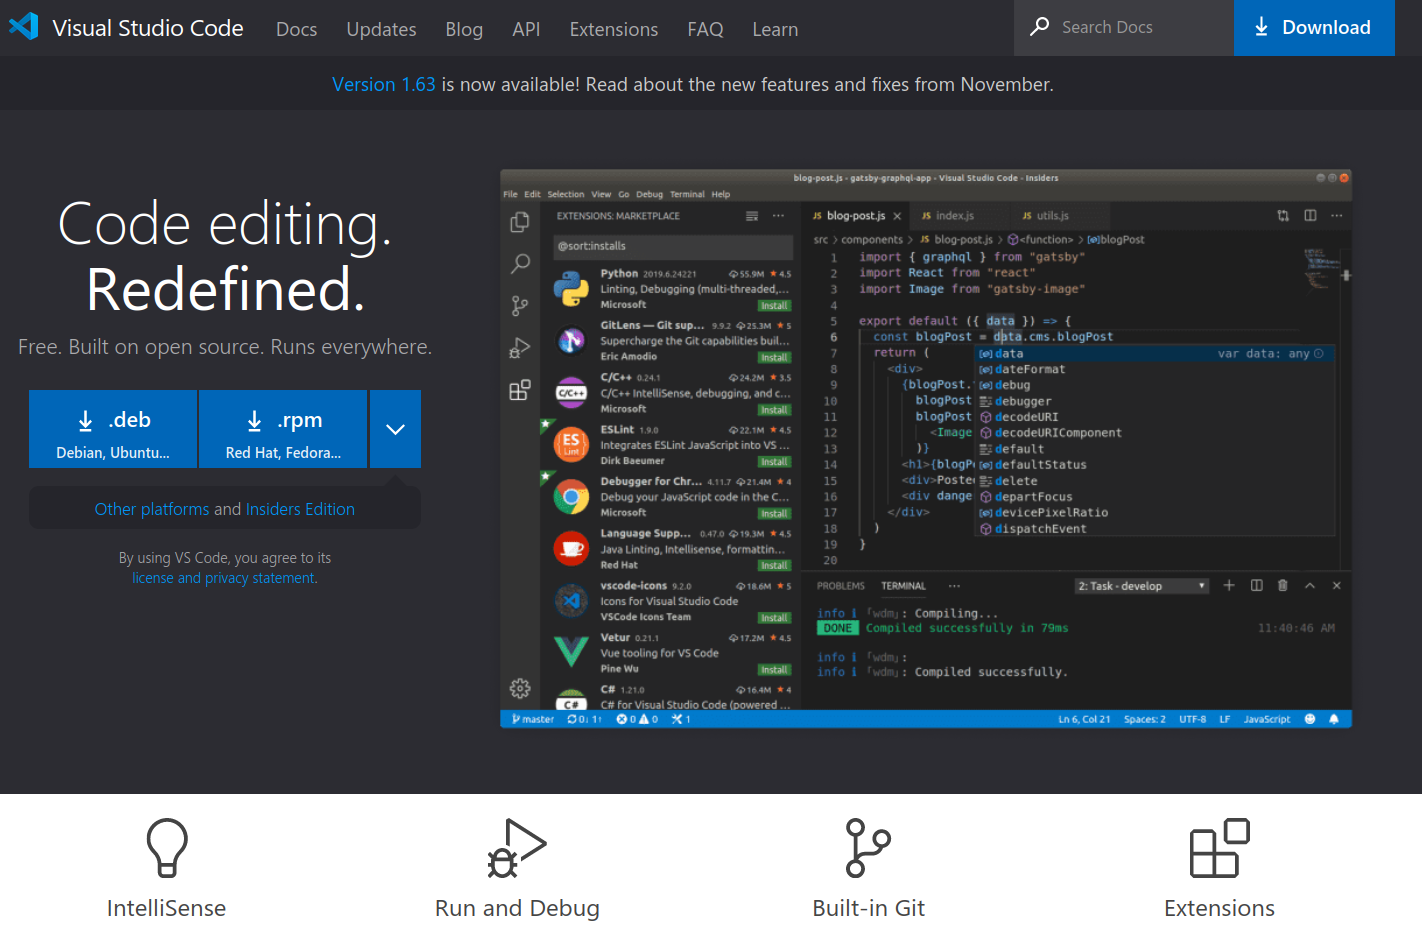 Visual Studio Code Docs Updates Blog API Extensions FAQ Learn Search Docs Download
Version 1.63 is now available! Read about the new features and fixes from November.
Code editing.
Redefined.
Free. Built on open source. Runs everywhere.
.deb
Debian, Ubuntu...
.rpm
Red Hat, Fedora...
Other platforms and Insiders Edition
By using VS Code, you agree to its
license and privacy statement.
blog-post.js - gatsby-graphql-app - Visual Studio Code - Insiders
File Edit Selection View Go Debug Terminal Help
EXTENSIONS: MARKETPLACE
@sort:installs
Python 2019.6.24221 55.9M ★ 4.5
Linting, Debugging (multi-threaded,...
Microsoft Install
GitLens — Git sup... 9.9.2 25.3M ★ 5
Supercharge the Git capabilities buil...
Eric Amodio Install
C/C++
C/C++ 0.24.1 24.2M ★ 3.5
C/C++ IntelliSense, debugging, and c...
Microsoft Install
ES
Lint
ESLint 1.9.0 22.1M ★ 4.5
Integrates ESLint JavaScript into VS ...
Dirk Baeumer Install
Debugger for Chr... 4.11.7 21.4M ★ 4
Debug your JavaScript code in the C...
Microsoft Install
Language Supp... 0.47.0 19.3M ★ 4.5
Java Linting, Intellisense, formattin...
Red Hat Install
vscode-icons 9.2.0 18.6M ★ 5
Icons for Visual Studio Code
VSCode Icons Team Install
Vetur 0.21.1 17.2M ★ 4.5
Vue tooling for VS Code
Pine Wu Install
C#
C# 1.21.0 16.4M ★ 4
C# for Visual Studio Code (powered ...
JS blog-post.js JS index.js JS utils.js
src > components > JS blog-post.js > <function> > blogPost
1 import { graphql } from "gatsby"
2 import React from "react"
3 import Image from "gatsby-image"
4
5 export default ({ data }) => {
6 const blogPost = data.cms.blogPost
7 return (
8 <div>
9 {blogPost.
10 blogPost
11 blogPost
12 <Image
13 )}
14 <h1>{blogP
15 <div>Poste
16 <div dange
17 </div>
18 )
19 }
20
data var data: any
dateFormat
debug
debugger
decodeURI
decodeURIComponent
default
defaultStatus
delete
departFocus
devicePixelRatio
dispatchEvent
PROBLEMS TERMINAL ... 2: Task - develop
info i ｢wdm｣: Compiling...
DONE Compiled successfully in 79ms 11:40:46 AM
info i ｢wdm｣:
info i ｢wdm｣: Compiled successfully.
master 0↓ 1↑ 0 0 1 Ln 6, Col 21 Spaces: 2 UTF-8 LF JavaScript
IntelliSense
Run and Debug
Built-in Git
Extensions